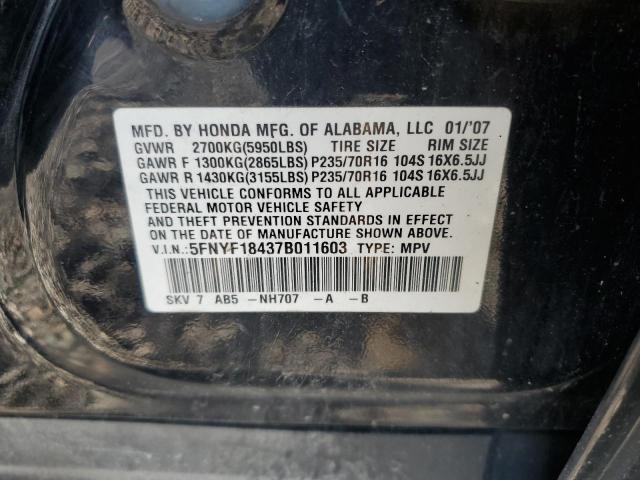 MFD. BY HONDA MFG. OF ALABAMA, LLC 01/'07
GVWR 2700KG(5950LBS) TIRE SIZE RIM SIZE
GAWR F 1300KG(2865LBS) P235/70R16 104S 16X6.5JJ
GAWR R 1430KG(3155LBS) P235/70R16 104S 16X6.5JJ
THIS VEHICLE CONFORMS TO ALL APPLICABLE
FEDERAL MOTOR VEHICLE SAFETY
AND THEFT PREVENTION STANDARDS IN EFFECT
ON THE DATE OF MANUFACTURE SHOWN ABOVE.
V.I.N.: 5FNYF18437B011603 TYPE: MPV
SKV 7 AB5 -NH707 -A -B